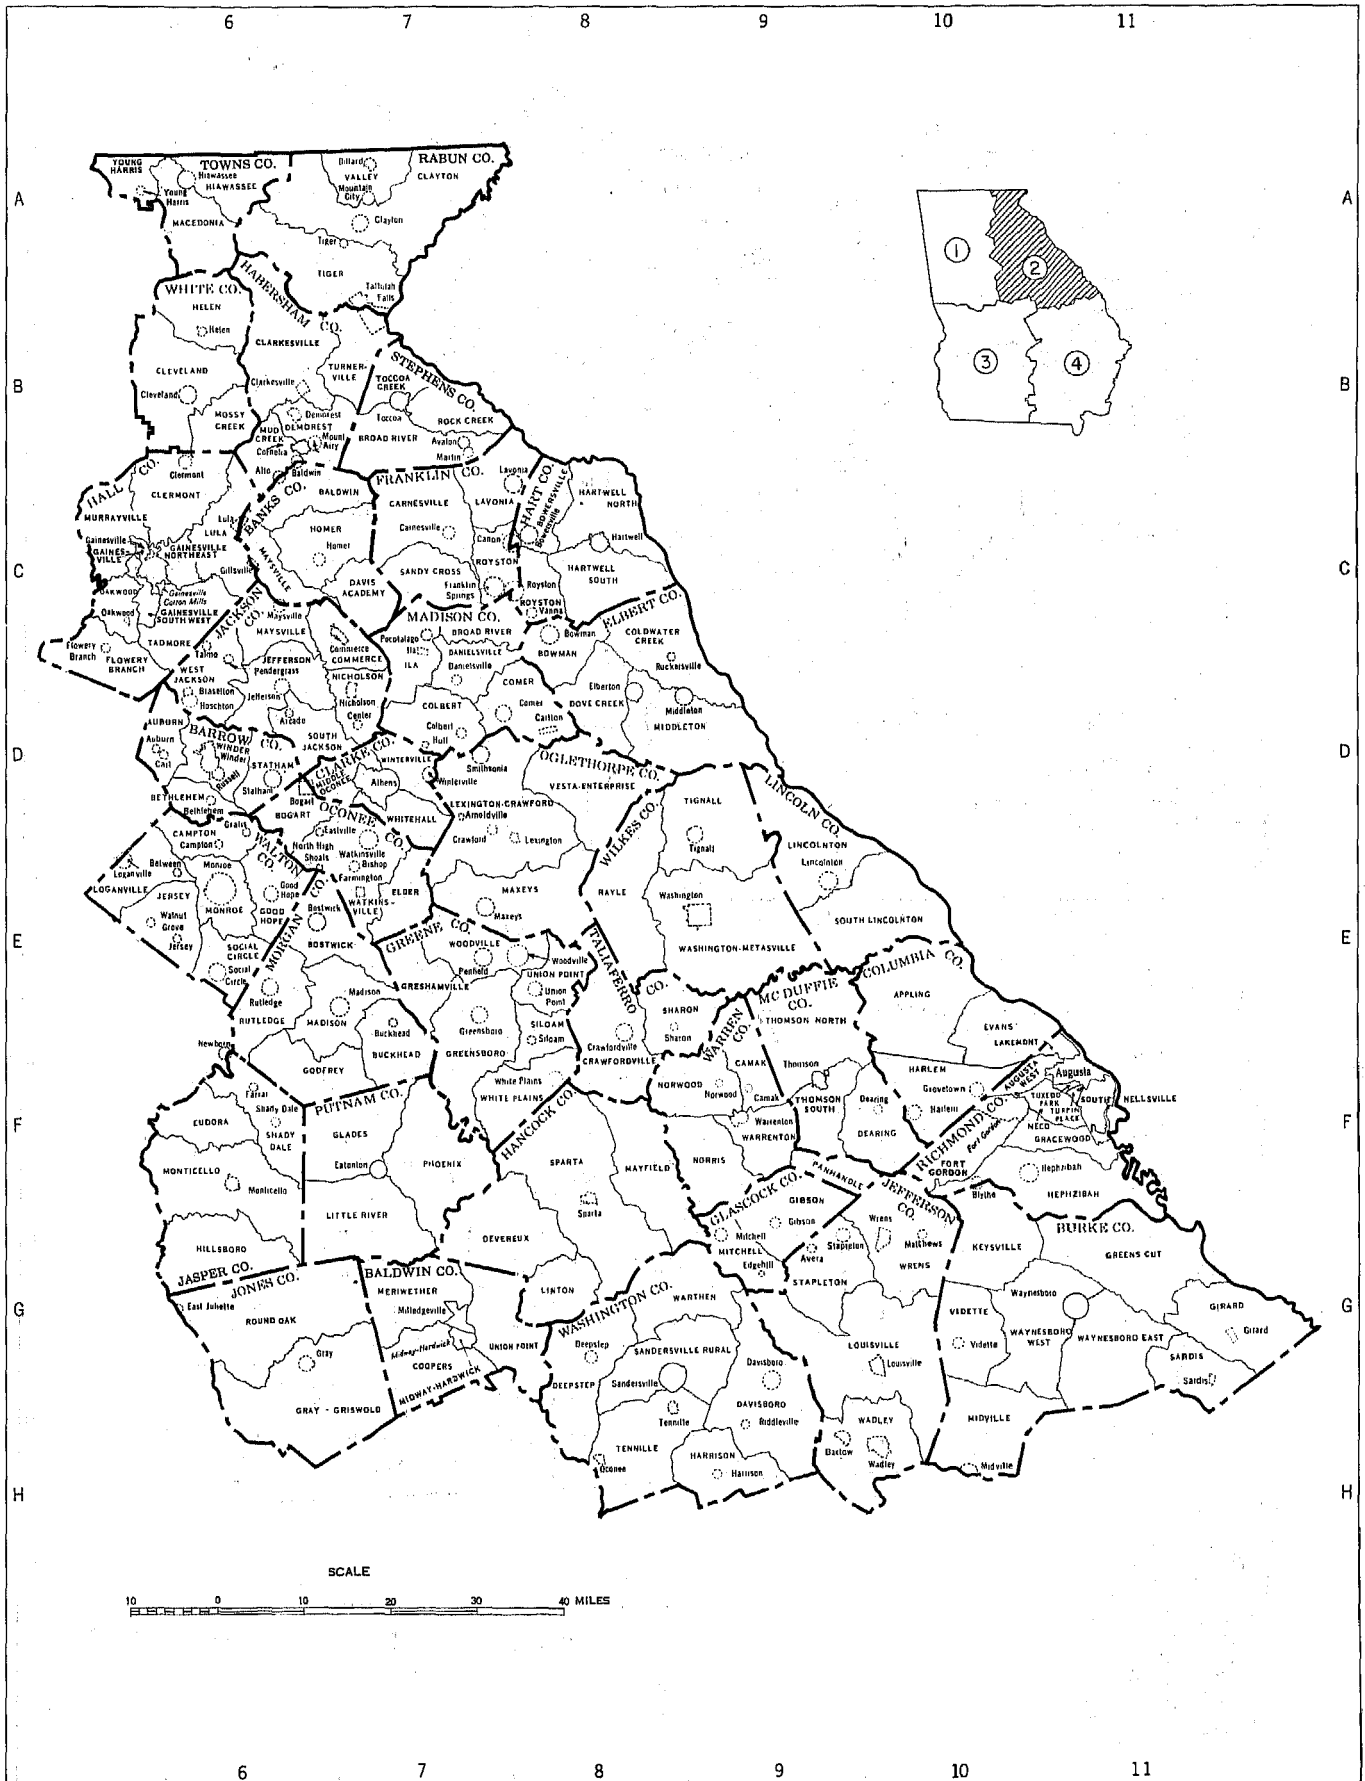 6 7 8 9 10 11
A
A
YOUNG HARRIS
TOWNS CO.
Hiawassee
HIAWASSEE
Young Harris
MACEDONIA
Dillard
VALLEY
Mountain City
RABUN CO.
CLAYTON
Clayton
Tiger
TIGER
Tallulah Falls
1
2
3
4
WHITE CO.
HELEN
Helen
HABERSHAM CO.
CLARKESVILLE
B
B
CLEVELAND
Cleveland
MOSSY CREEK
Clarkesville
TURNER-VILLE
STEPHENS CO.
TOCCOA CREEK
Toccoa
ROCK CREEK
Demorest
DEMOREST
MUD CREEK
Mount Airy
Cornelia
BROAD RIVER
Avalon
Martin
HALL CO.
Clermont
CLERMONT
Alto
Baldwin
BANKS CO.
BALDWIN
FRANKLIN CO.
CARNESVILLE
LAVONIA
Lavonia
HART CO.
BOWERSVILLE
Bowersville
HARTWELL NORTH
MURRAYVILLE
Lula
LULA
HOMER
Homer
Canon
Hartwell
Gainesville
GAINES-VILLE
GAINESVILLE NORTHEAST
Gillsville
MAYSVILLE
C
C
ROYSTON
HARTWELL SOUTH
OAKWOOD
Oakwood
Gainesville Cotton Mills
GAINESVILLE SOUTHWEST
DAVIS ACADEMY
SANDY CROSS
Franklin Springs
Royston
ROYSTON
Vanna
JACKSON CO.
Maysville
MAYSVILLE
MADISON CO.
BROAD RIVER
ELBERT CO.
COLDWATER CREEK
Flowery Branch
FLOWERY BRANCH
TADMORE
Talmo
Commerce
COMMERCE
Pocotalago
Ila
ILA
DANIELSVILLE
Danielsville
Bowman
BOWMAN
Ruckersville
WEST JACKSON
Braselton
Hoschton
JEFFERSON
Pendergrass
Jefferson
Arcade
NICHOLSON
Nicholson
Center
COLBERT
Colbert
Hull
COMER
Comer
Carlton
Elberton
DOVE CREEK
Middleton
MIDDLETON
SOUTH JACKSON
AUBURN
Auburn
Carl
BARROW CO.
WINDER
Winder
Russell
STATHAM
Statham
CLARKE CO.
MIDDLE OCONEE
WINTERVILLE
Winterville
Athens
Smithsonia
D
D
OGLETHORPE CO.
VESTA-ENTERPRISE
BETHLEHEM
Bethlehem
Bogart
BOGART
OCONEE CO.
WHITEHALL
LEXINGTON-CRAWFORD
Arnoldville
Crawford
Lexington
WILKES CO.
TIGNALL
Tignall
LINCOLN CO.
LINCOLNTON
Lincolnton
CAMPTON
Campton
Gratis
WALTON CO.
Eastville
North High Shoals
Watkinsville
Bishop
Farmington
Between
Loganville
LOGANVILLE
Monroe
MONROE
JERSEY
Good Hope
GOOD HOPE
Bostwick
BOSTWICK
WATKINS-VILLE
ELDER
MAXEYS
Maxeys
RAYLE
Washington
WASHINGTON-METASVILLE
SOUTH LINCOLNTON
Walnut Grove
Jersey
E
E
SOCIAL CIRCLE
Social Circle
MORGAN CO.
GREENE CO.
WOODVILLE
Woodville
Penfield
TALIAFERRO CO.
COLUMBIA CO.
APPLING
Rutledge
RUTLEDGE
Madison
MADISON
GRESHAMVILLE
UNION POINT
Union Point
MC DUFFIE CO.
THOMSON NORTH
Buckhead
BUCKHEAD
Greensboro
GREENSBORO
SILOAM
Siloam
SHARON
Sharon
Crawfordville
CRAWFORDVILLE
WARREN CO.
EVANS
LAKEMONT
Newborn
GODFREY
White Plains
WHITE PLAINS
NORWOOD
Norwood
CAMAK
Camak
Thomson
THOMSON SOUTH
HARLEM
Grovetown
Harlem
AUGUSTA WEST
Augusta
Farrar
Shady Dale
SHADY DALE
EUDORA
PUTNAM CO.
GLADES
HANCOCK CO.
Warrenton
WARRENTON
Dearing
DEARING
RICHMOND CO.
Fort Gordon
TUXEDO PARK
TURPIN PLACE
SOUTH NELLSVILLE
NECO
GRACEWOOD
F
F
MONTICELLO
Monticello
Eatonton
PHOENIX
SPARTA
Sparta
MAYFIELD
NORRIS
PANHANDLE
FORT GORDON
Hephzibah
HEPHZIBAH
Blythe
LITTLE RIVER
GLASCOCK CO.
GIBSON
Gibson
JEFFERSON CO.
HILLSBORO
DEVEREUX
Mitchell
MITCHELL
Edgehill
Avera
Stapleton
STAPLETON
Wrens
WRENS
Matthews
KEYSVILLE
BURKE CO.
GREENS CUT
JASPER CO.
JONES CO.
BALDWIN CO.
MERIWETHER
LINTON
WASHINGTON CO.
WARTHEN
Waynesboro
GIRARD
Girard
G
G
East Juliette
ROUND OAK
Milledgeville
Midway-Hardwick
UNION POINT
COOPERS
MIDWAY-HARDWICK
Deepstep
DEEPSTEP
SANDERSVILLE RURAL
Sandersville
Davisboro
DAVISBORO
LOUISVILLE
Louisville
VIDETTE
Vidette
WAYNESBORO WEST
WAYNESBORO EAST
SARDIS
Sardis
Gray
GRAY - GRISWOLD
Tennille
TENNILLE
Riddleville
WADLEY
Wadley
Bartow
MIDVILLE
Midville
Oconee
HARRISON
Harrison
H
H
SCALE
10 0 10 20 30 40 MILES
6 7 8 9 10 11